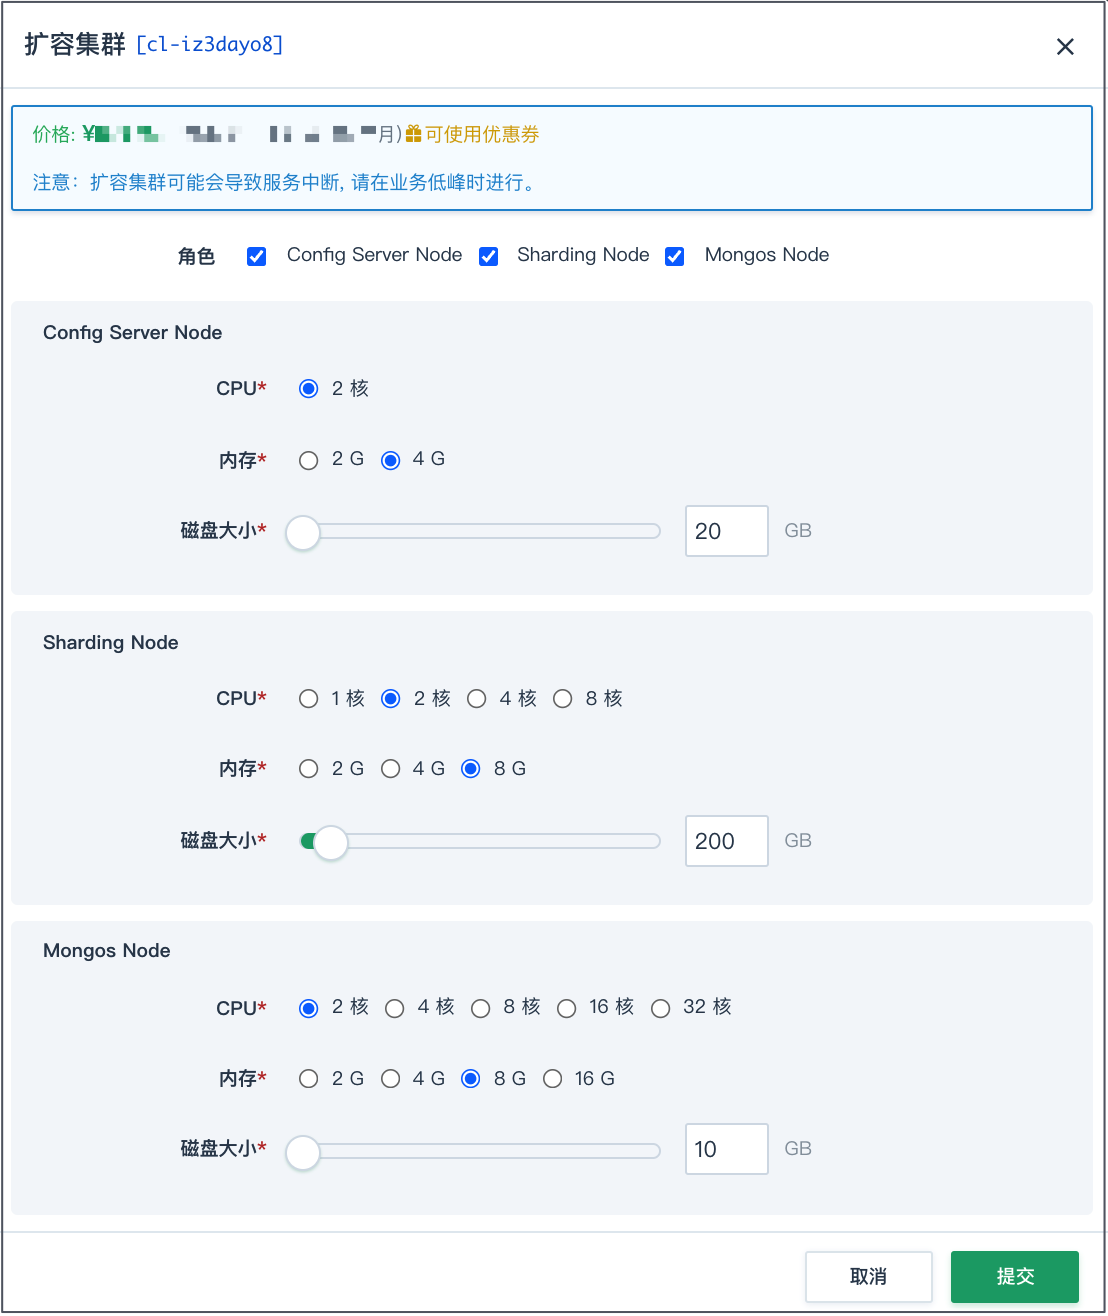 扩容集群 [cl-iz3dayo8]
价格: ¥ 月) 可使用优惠券
注意：扩容集群可能会导致服务中断, 请在业务低峰时进行。
角色 Config Server Node Sharding Node Mongos Node
Config Server Node
CPU* 2 核
内存* 2 G 4 G
磁盘大小* 20 GB
Sharding Node
CPU* 1 核 2 核 4 核 8 核
内存* 2 G 4 G 8 G
磁盘大小* 200 GB
Mongos Node
CPU* 2 核 4 核 8 核 16 核 32 核
内存* 2 G 4 G 8 G 16 G
磁盘大小* 10 GB
取消 提交